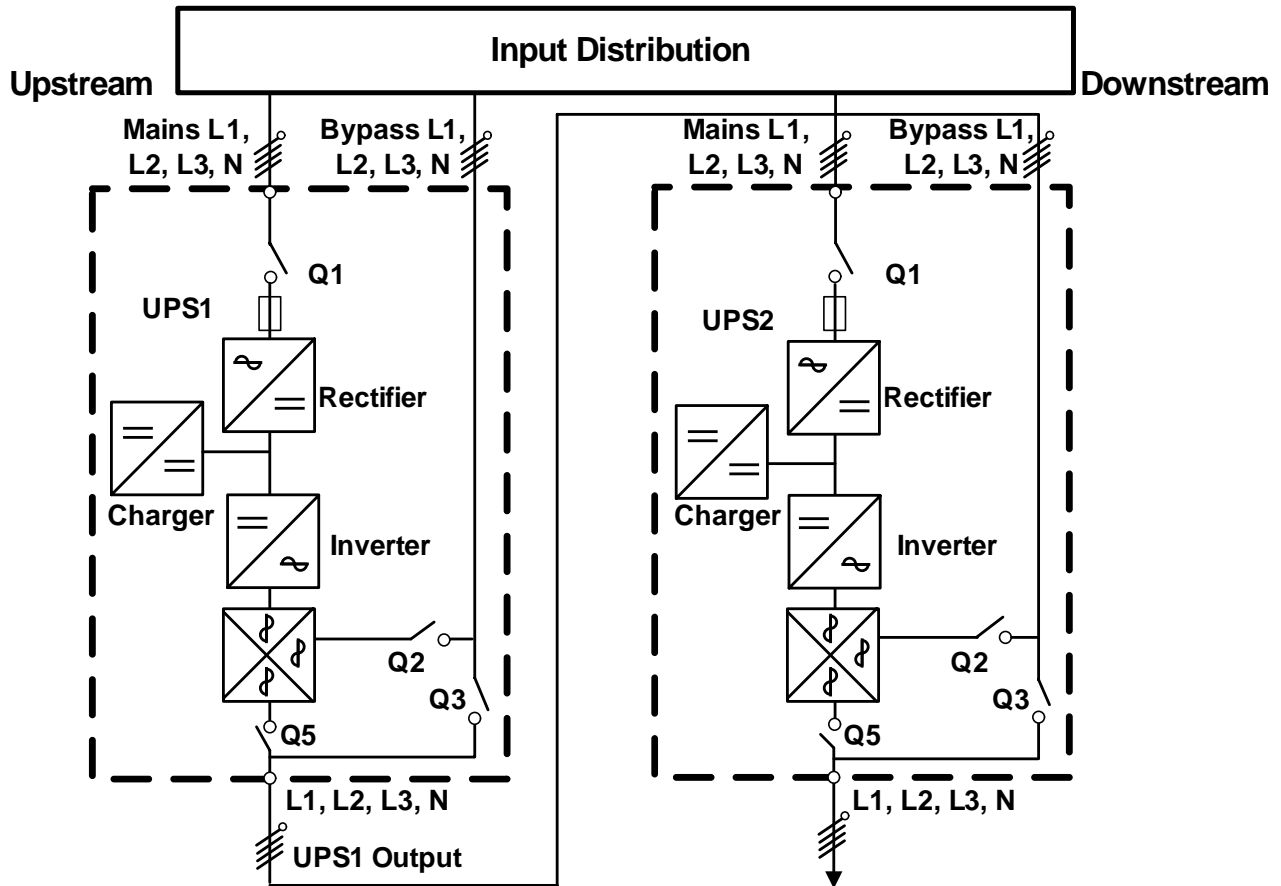 Input Distribution
Upstream
Downstream
Mains L1,
L2, L3, N
Bypass L1,
L2, L3, N
Mains L1,
L2, L3, N
Bypass L1,
L2, L3, N
Q1
UPS1
Rectifier
Charger
Inverter
Q2
Q3
Q5
L1, L2, L3, N
UPS1 Output
Q1
UPS2
Rectifier
Charger
Inverter
Q2
Q3
Q5
L1, L2, L3, N